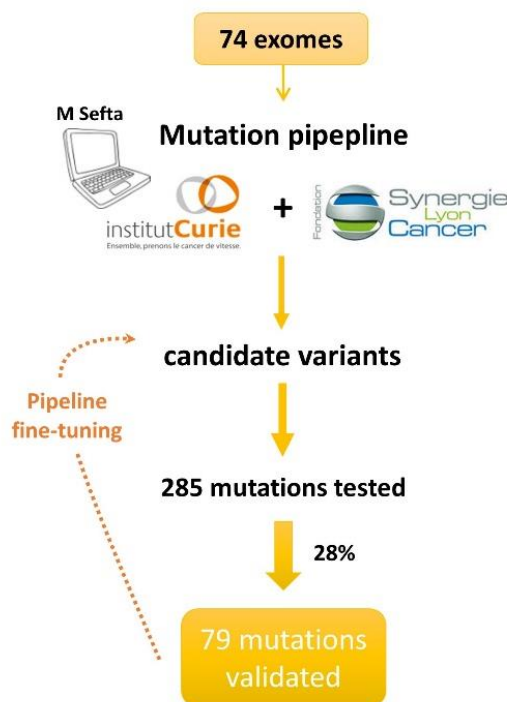 74 exomes
M Sefta
Mutation pipepline
institutCurie
Ensemble, prenons le cancer de vitesse.
+
Fondation
Synergie
Lyon
Cancer
candidate variants
Pipeline
fine-tuning
285 mutations tested
28%
79 mutations
validated